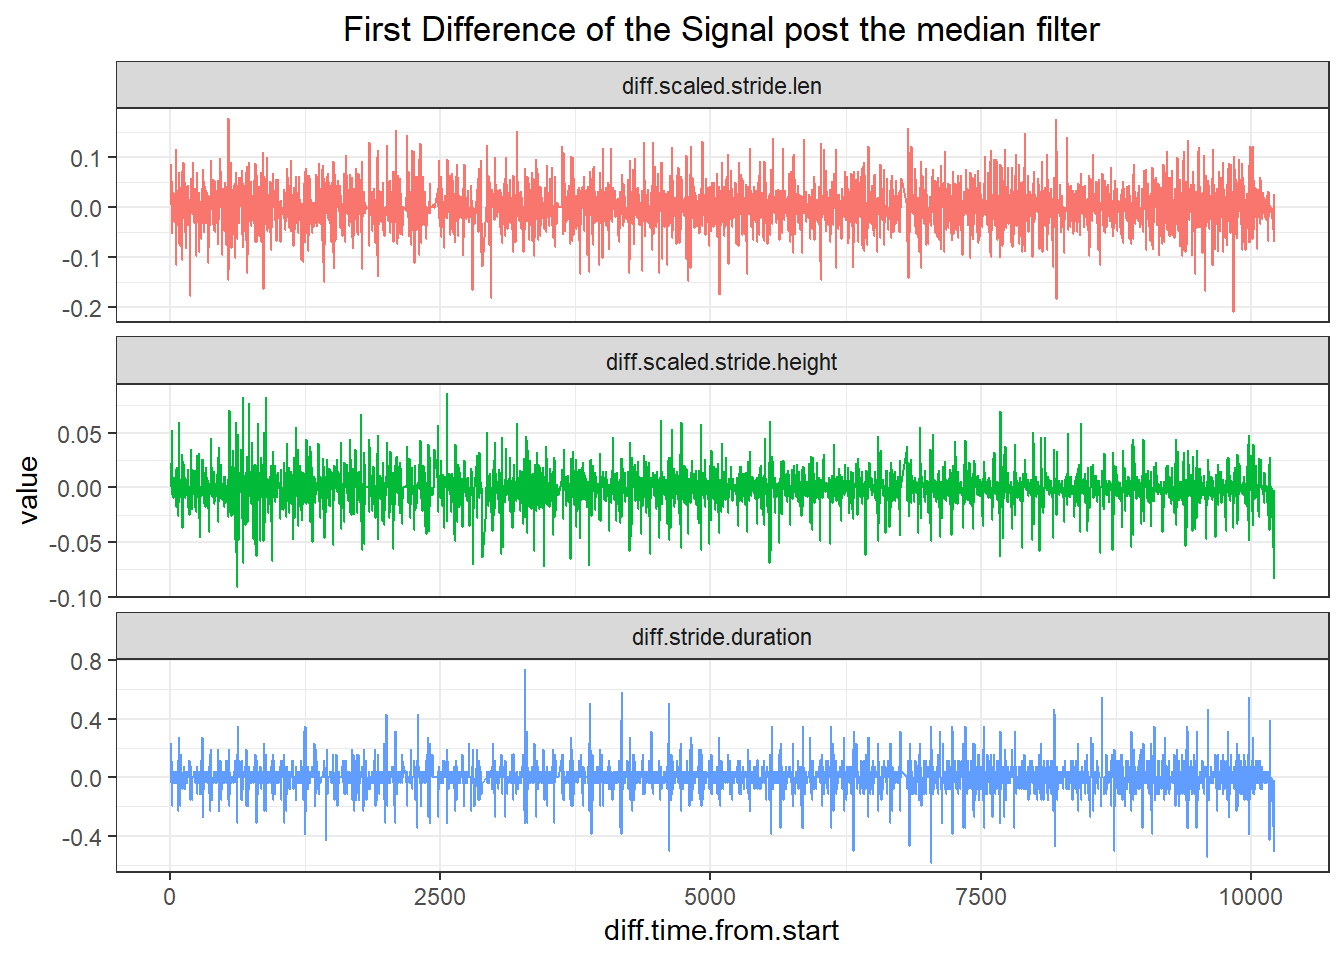 First Difference of the Signal post the median filter
diff.scaled.stride.len
0.1
0.0
-0.1
-0.2
diff.scaled.stride.height
0.05
0.00
-0.05
-0.10
value
diff.stride.duration
0.8
0.4
0.0
-0.4
0 2500 5000 7500 10000
diff.time.from.start